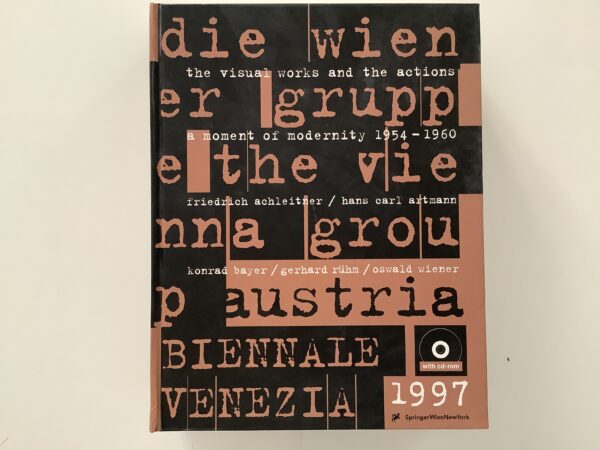 die wien
the visual works and the actions
er grupp
a moment of modernity 1954-1960
e the vie
friedrich achleitner / hans carl artmann
nna grou
konrad bayer / gerhard rühm / oswald wiener
p austria
BIENNALE
with cd-rom
VENEZIA
1997
SpringerWienNewYork